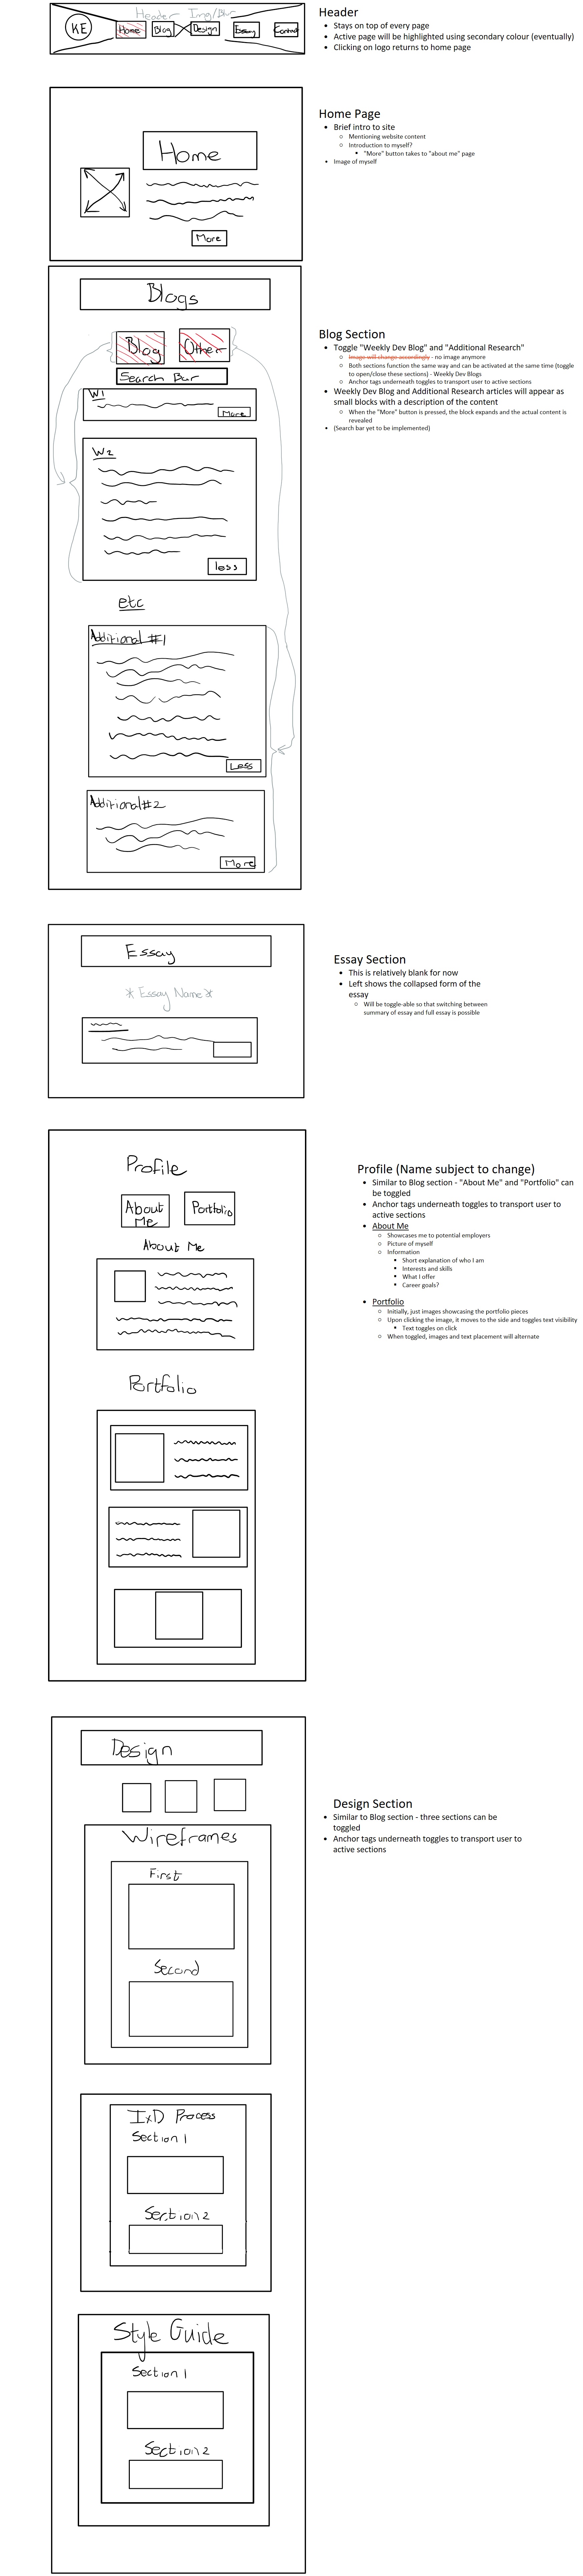 Header Img/Blur
KE
Home
Blog
Design
Essay
Contact
Header
Stays on top of every page
Active page will be highlighted using secondary colour (eventually)
Clicking on logo returns to home page
Home
More
Home Page
Brief intro to site
Mentioning website content
Introduction to myself?
"More" button takes to "about me" page
Image of myself
Blogs
Blog
Other
Search Bar
W1
More
W2
less
etc
Additional #1
Less
Additional #2
More
Blog Section
Toggle "Weekly Dev Blog" and "Additional Research"
Image will change accordingly - no image anymore
Both sections function the same way and can be activated at the same time (toggle
to open/close these sections) - Weekly Dev Blogs
Anchor tags underneath toggles to transport user to active sections
Weekly Dev Blog and Additional Research articles will appear as
small blocks with a description of the content
When the "More" button is pressed, the block expands and the actual content is
revealed
(Search bar yet to be implemented)
Essay
* Essay Name *
Essay Section
This is relatively blank for now
Left shows the collapsed form of the
essay
Will be toggle-able so that switching between
summary of essay and full essay is possible
Profile
About
Me
Portfolio
About Me
Portfolio
Profile (Name subject to change)
Similar to Blog section - "About Me" and "Portfolio" can
be toggled
Anchor tags underneath toggles to transport user to
active sections
About Me
Showcases me to potential employers
Picture of myself
Information
Short explanation of who I am
Interests and skills
What I offer
Career goals?
Portfolio
Initially, just images showcasing the portfolio pieces
Upon clicking the image, it moves to the side and toggles text visibility
Text toggles on click
When toggled, images and text placement will alternate
Design
Wireframes
First
Second
IxD Process
Section 1
Section 2
Style Guide
Section 1
Section 2
Design Section
Similar to Blog section - three sections can be
toggled
Anchor tags underneath toggles to transport user to
active sections